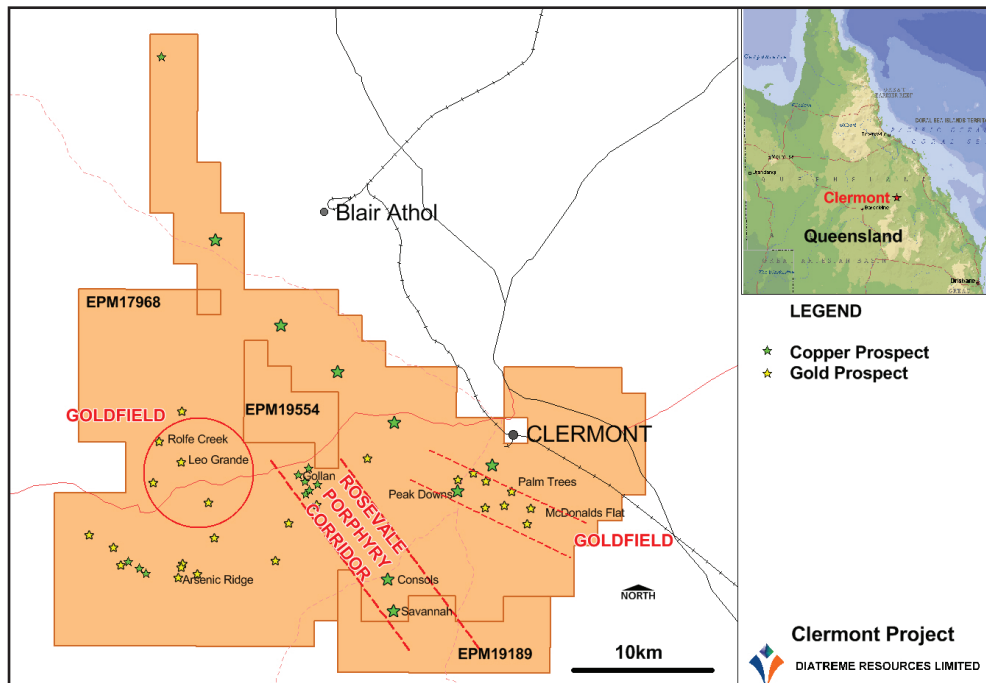 Blair Athol
EPM17968
EPM19554
GOLDFIELD
Rolfe Creek
Leo Grande
CLERMONT
Gollan
Peak Downs
Palm Trees
McDonalds Flat
ROSEVALE
PORPHYRY
CORRIDOR
GOLDFIELD
Arsenic Ridge
Consols
Savannah
NORTH
EPM19189
10km
Clermont
Queensland
Brisbane
LEGEND
Copper Prospect
Gold Prospect
Clermont Project
DIATREME RESOURCES LIMITED